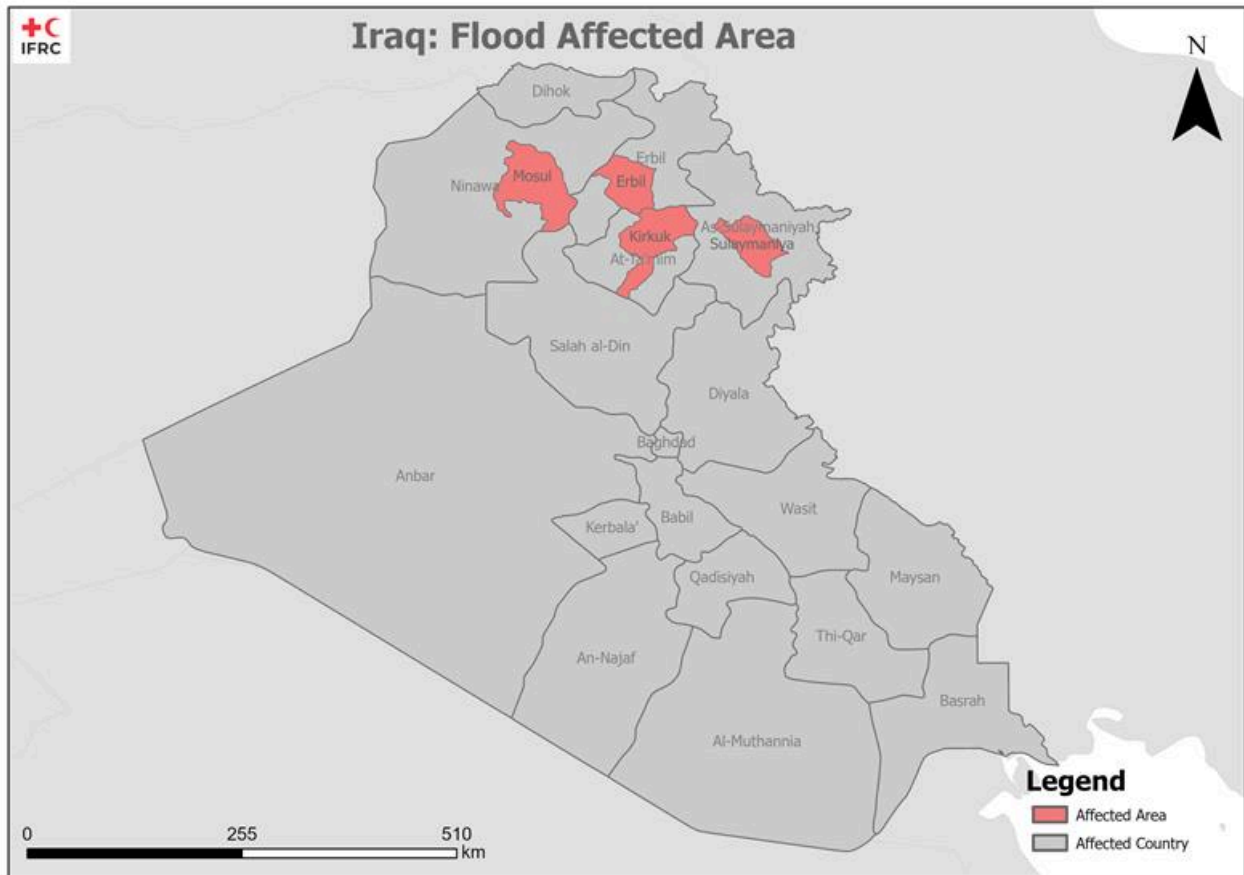 IFRC
Iraq: Flood Affected Area
N
Dihok
Erbil
Ninawa
Mosul
Erbil
As-Sulaymaniyah
Sulaymaniya
Kirkuk
Salah al-Din
Diyala
Baghdad
Anbar
Wasit
Babil
Kerbala'
Qadisiyah
Maysan
Thi-Qar
An-Najaf
Basrah
Al-Muthannia
Legend
Affected Area
Affected Country
0 255 510
km